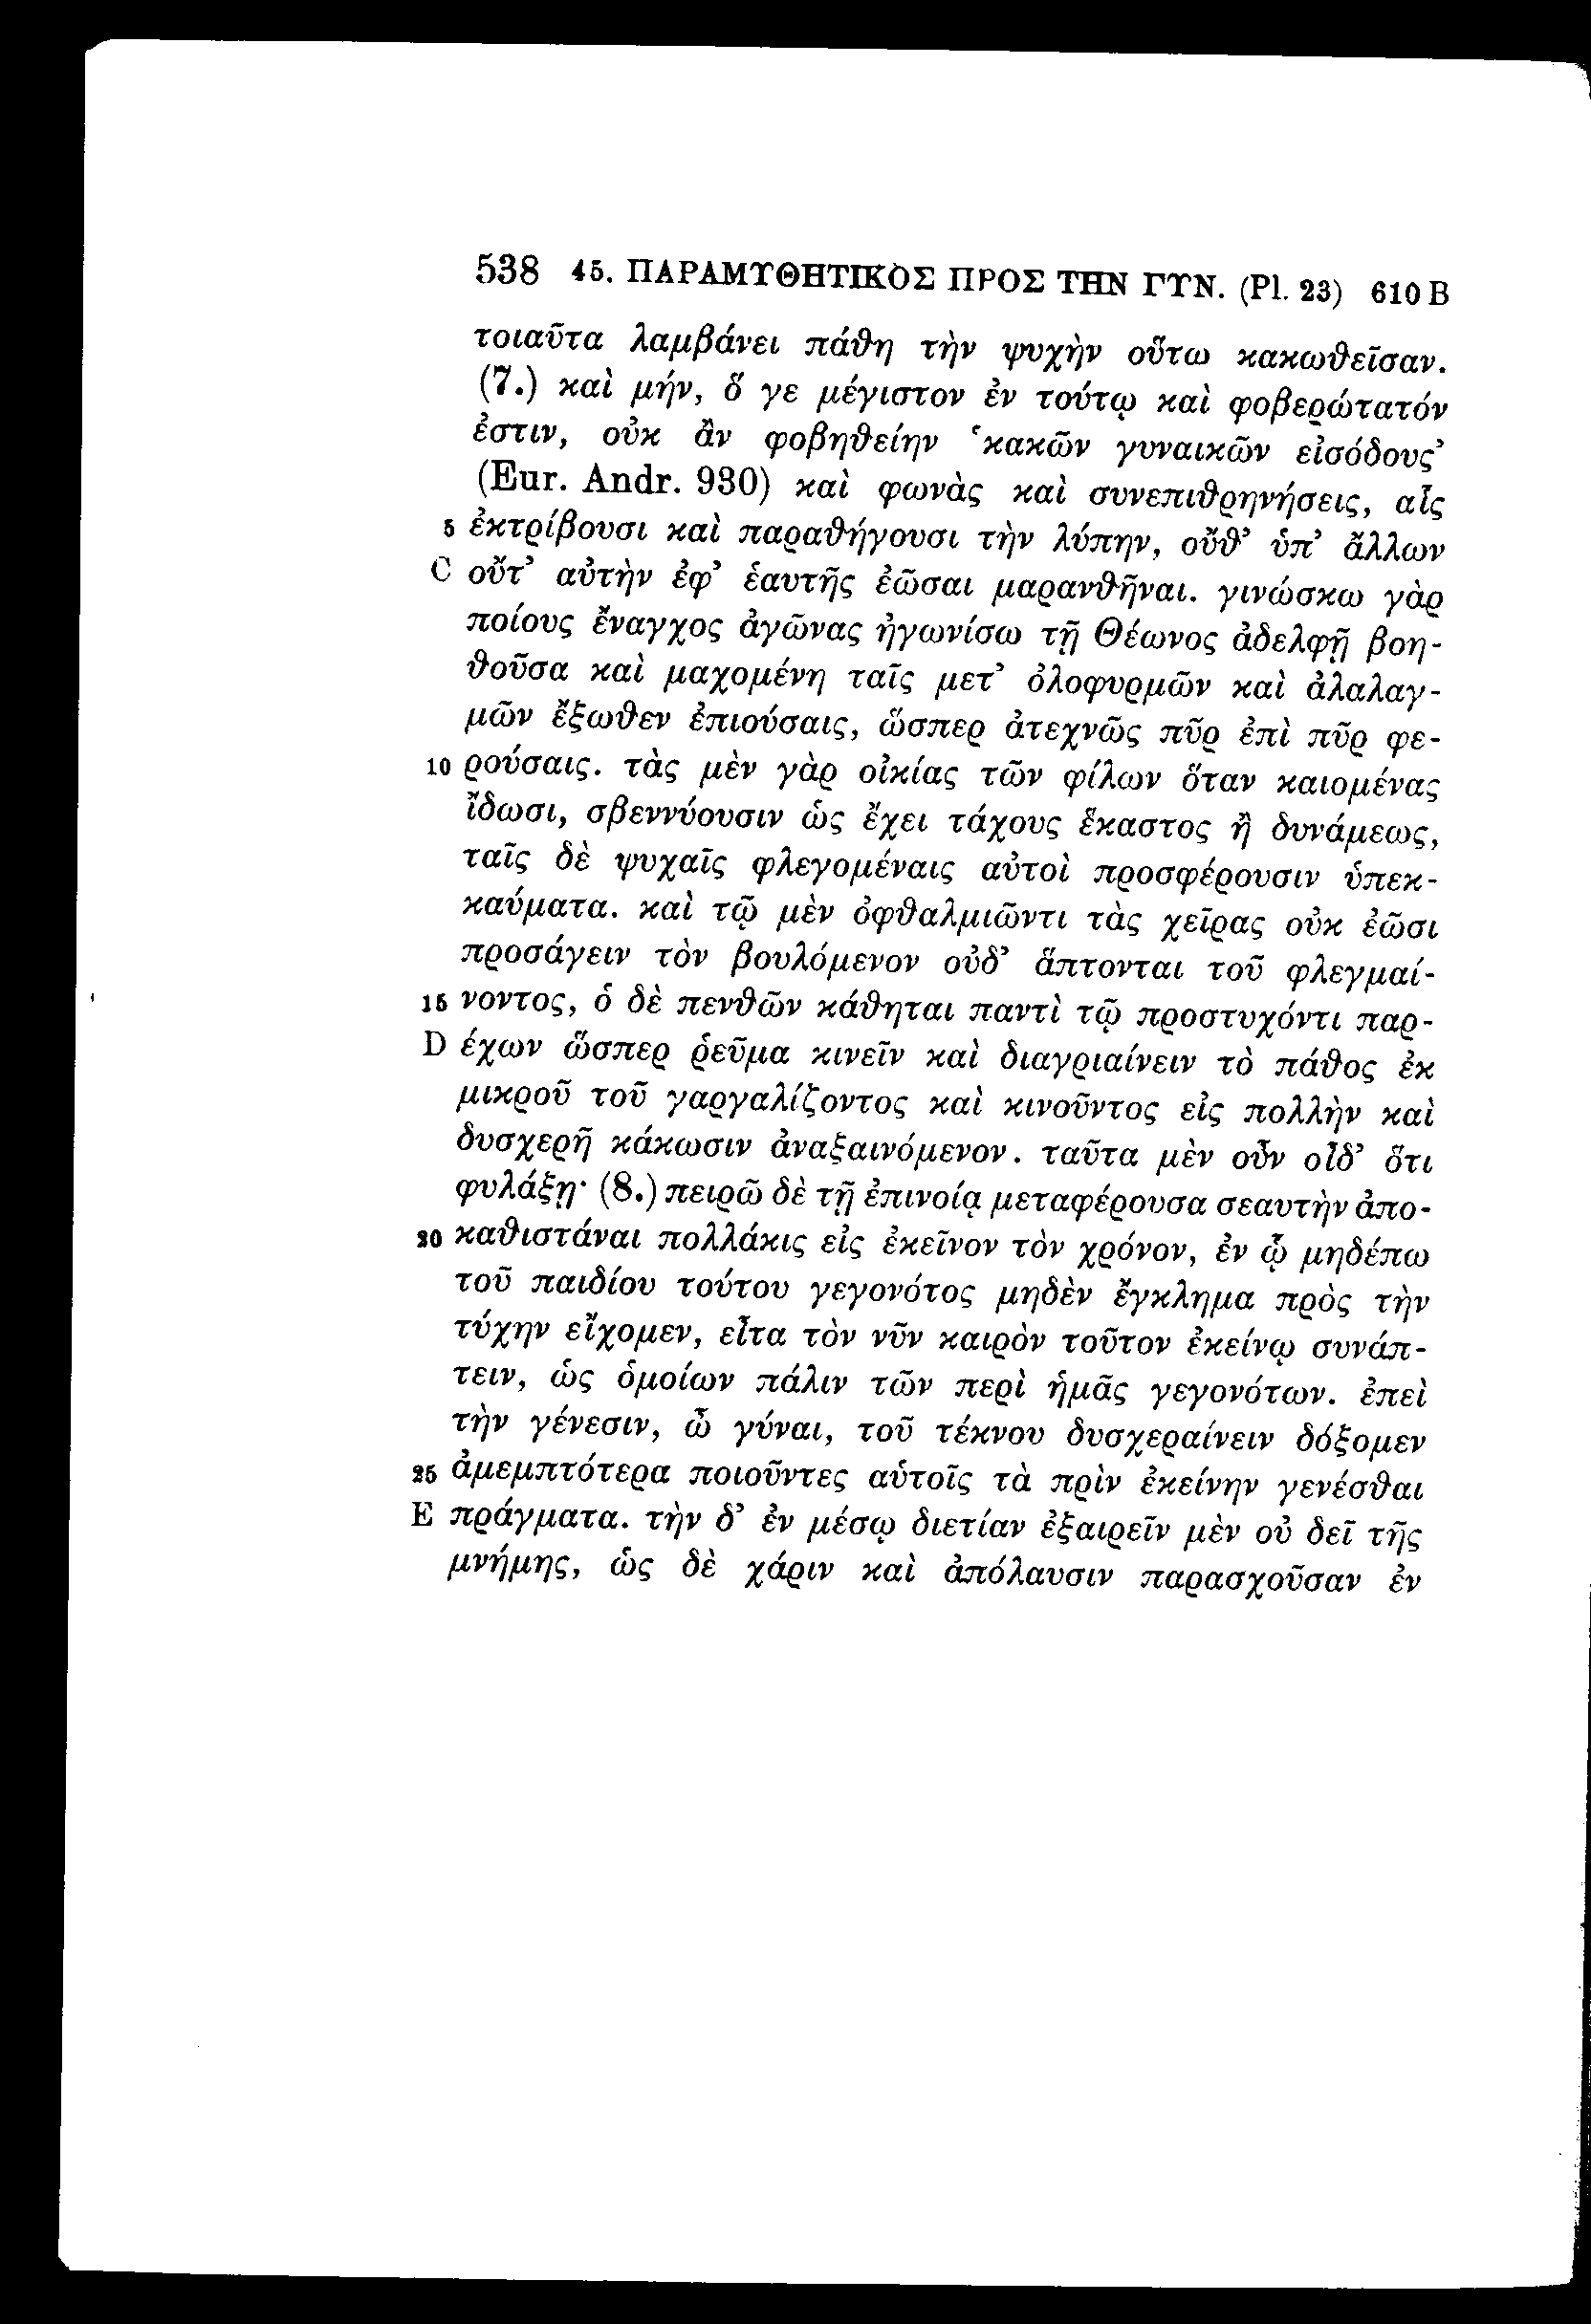 538 45. ΠΑΡΑΜΥΘΗΤΙΚΟΣ ΠΡΟΣ ΤΗΝ ΓΥΝ. (Pl. 23) 610 B
τοιαῦτα λαμβάνει πάθη τὴν ψυχὴν οὕτω κακωθεῖσαν.
(7.) καὶ μήν, ὅ γε μέγιστον ἐν τούτῳ καὶ φοβερώτατόν
ἐστιν, οὐκ ἂν φοβηθείην ‘κακῶν γυναικῶν εἰσόδους’
(Eur. Andr. 930) καὶ φωνὰς καὶ συνεπιθρηνήσεις, αἷς
5 ἐκτρίβουσι καὶ παραθήγουσι τὴν λύπην, οὔθ’ ὑπ’ ἄλλων
C οὔτ’ αὐτὴν ἐφ’ ἑαυτῆς ἐῶσαι μαρανθῆναι. γινώσκω γὰρ
ποίους ἔναγχος ἀγῶνας ἠγωνίσω τῇ Θέωνος ἀδελφῇ βοη-
θοῦσα καὶ μαχομένη ταῖς μετ’ ὀλοφυρμῶν καὶ ἀλαλαγ-
μῶν ἔξωθεν ἐπιούσαις, ὥσπερ ἀτεχνῶς πῦρ ἐπὶ πῦρ φε-
10 ρούσαις. τὰς μὲν γὰρ οἰκίας τῶν φίλων ὅταν καιομένας
ἴδωσι, σβεννύουσιν ὡς ἔχει τάχους ἕκαστος ἢ δυνάμεως,
ταῖς δὲ ψυχαῖς φλεγομέναις αὐτοὶ προσφέρουσιν ὑπεκ-
καύματα. καὶ τῷ μὲν ὀφθαλμιῶντι τὰς χεῖρας οὐκ ἐῶσι
προσάγειν τὸν βουλόμενον οὐδ’ ἅπτονται τοῦ φλεγμαί-
15 νοντος, ὁ δὲ πενθῶν κάθηται παντὶ τῷ προστυχόντι παρ-
D έχων ὥσπερ ῥεῦμα κινεῖν καὶ διαγριαίνειν τὸ πάθος ἐκ
μικροῦ τοῦ γαργαλίζοντος καὶ κινοῦντος εἰς πολλὴν καὶ
δυσχερῆ κάκωσιν ἀναξαινόμενον. ταῦτα μὲν οὖν οἶδ’ ὅτι
φυλάξῃ· (8.) πειρῶ δὲ τῇ ἐπινοίᾳ μεταφέρουσα σεαυτὴν ἀπο-
20 καθιστάναι πολλάκις εἰς ἐκεῖνον τὸν χρόνον, ἐν ᾧ μηδέπω
τοῦ παιδίου τούτου γεγονότος μηδὲν ἔγκλημα πρὸς τὴν
τύχην εἴχομεν, εἶτα τὸν νῦν καιρὸν τοῦτον ἐκείνῳ συνάπ-
τειν, ὡς ὁμοίων πάλιν τῶν περὶ ἡμᾶς γεγονότων. ἐπεὶ
τὴν γένεσιν, ὦ γύναι, τοῦ τέκνου δυσχεραίνειν δόξομεν
25 ἀμεμπτότερα ποιοῦντες αὑτοῖς τὰ πρὶν ἐκείνην γενέσθαι
E πράγματα. τὴν δ’ ἐν μέσῳ διετίαν ἐξαιρεῖν μὲν οὐ δεῖ τῆς
μνήμης, ὡς δὲ χάριν καὶ ἀπόλαυσιν παρασχοῦσαν ἐν